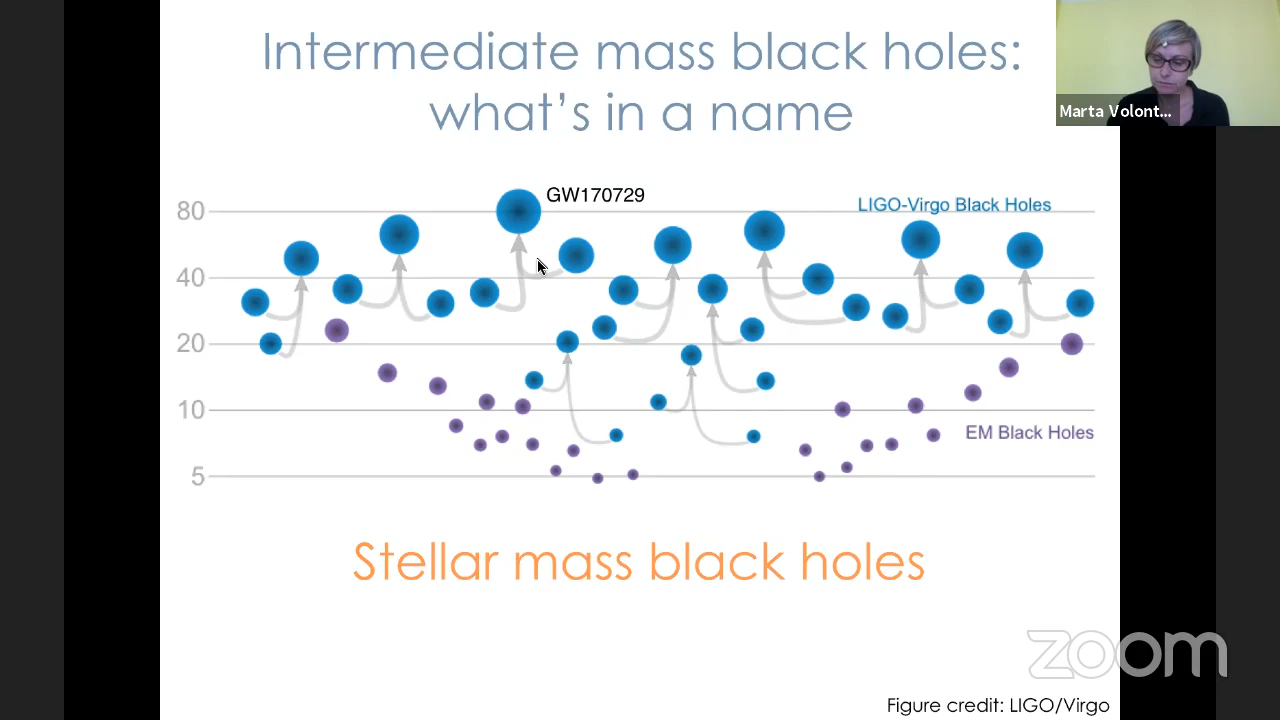 Intermediate mass black holes:
what's in a name
Marta Volont...
GW170729
LIGO-Virgo Black Holes
80
40
20
10
EM Black Holes
5
Stellar mass black holes
zoom
Figure credit: LIGO/Virgo